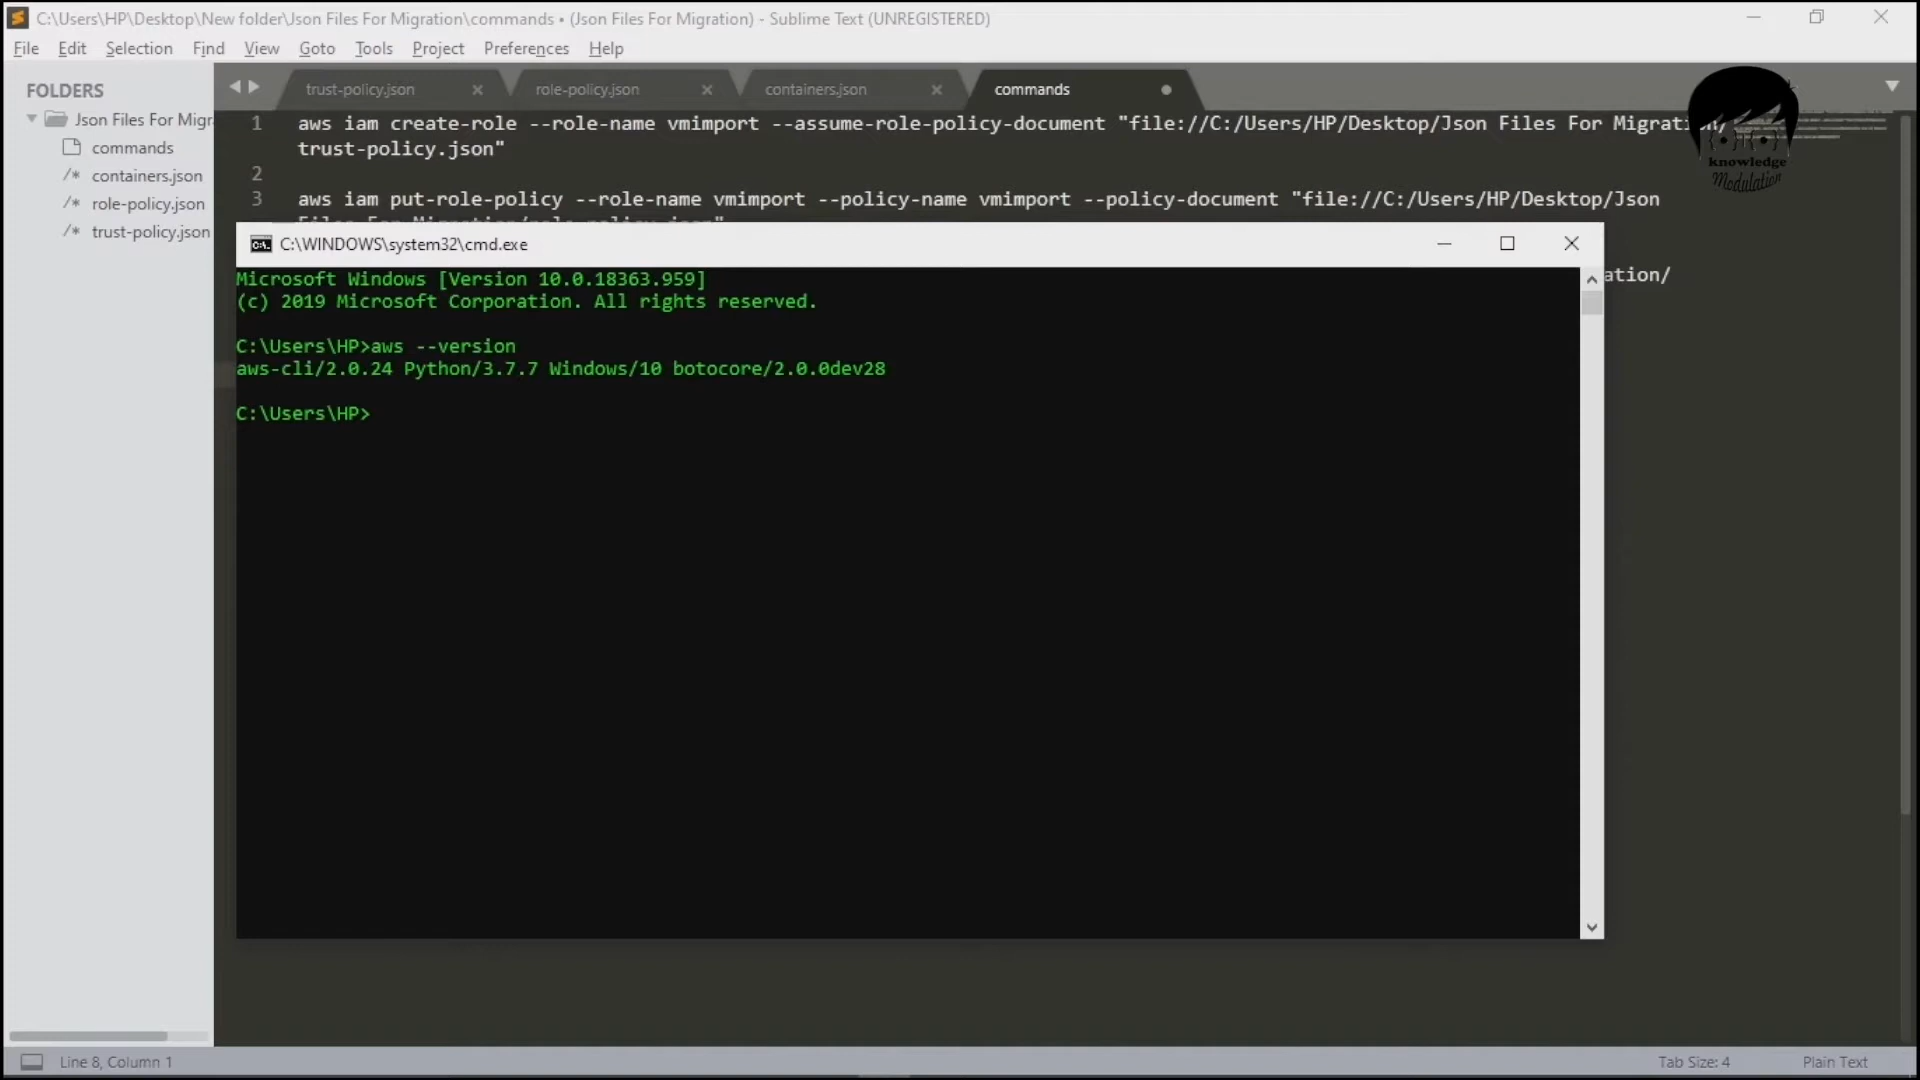 C:\Users\HP\Desktop\New folder\Json Files For Migration\commands • (Json Files For Migration) - Sublime Text (UNREGISTERED)
File Edit Selection Find View Goto Tools Project Preferences Help
FOLDERS
Json Files For Migr
commands
/* containers.json
/* role-policy.json
/* trust-policy.json
trust-policy.json role-policy.json containers.json commands
1 aws iam create-role --role-name vmimport --assume-role-policy-document "file://C:/Users/HP/Desktop/Json Files For Migration/
trust-policy.json"
2
3 aws iam put-role-policy --role-name vmimport --policy-name vmimport --policy-document "file://C:/Users/HP/Desktop/Json
Files For Migration/role-policy.json"
ation/
knowledge
Modulation
C:\WINDOWS\system32\cmd.exe
Microsoft Windows [Version 10.0.18363.959]
(c) 2019 Microsoft Corporation. All rights reserved.
C:\Users\HP>aws --version
aws-cli/2.0.24 Python/3.7.7 Windows/10 botocore/2.0.0dev28
C:\Users\HP>
Line 8, Column 1
Tab Size: 4
Plain Text